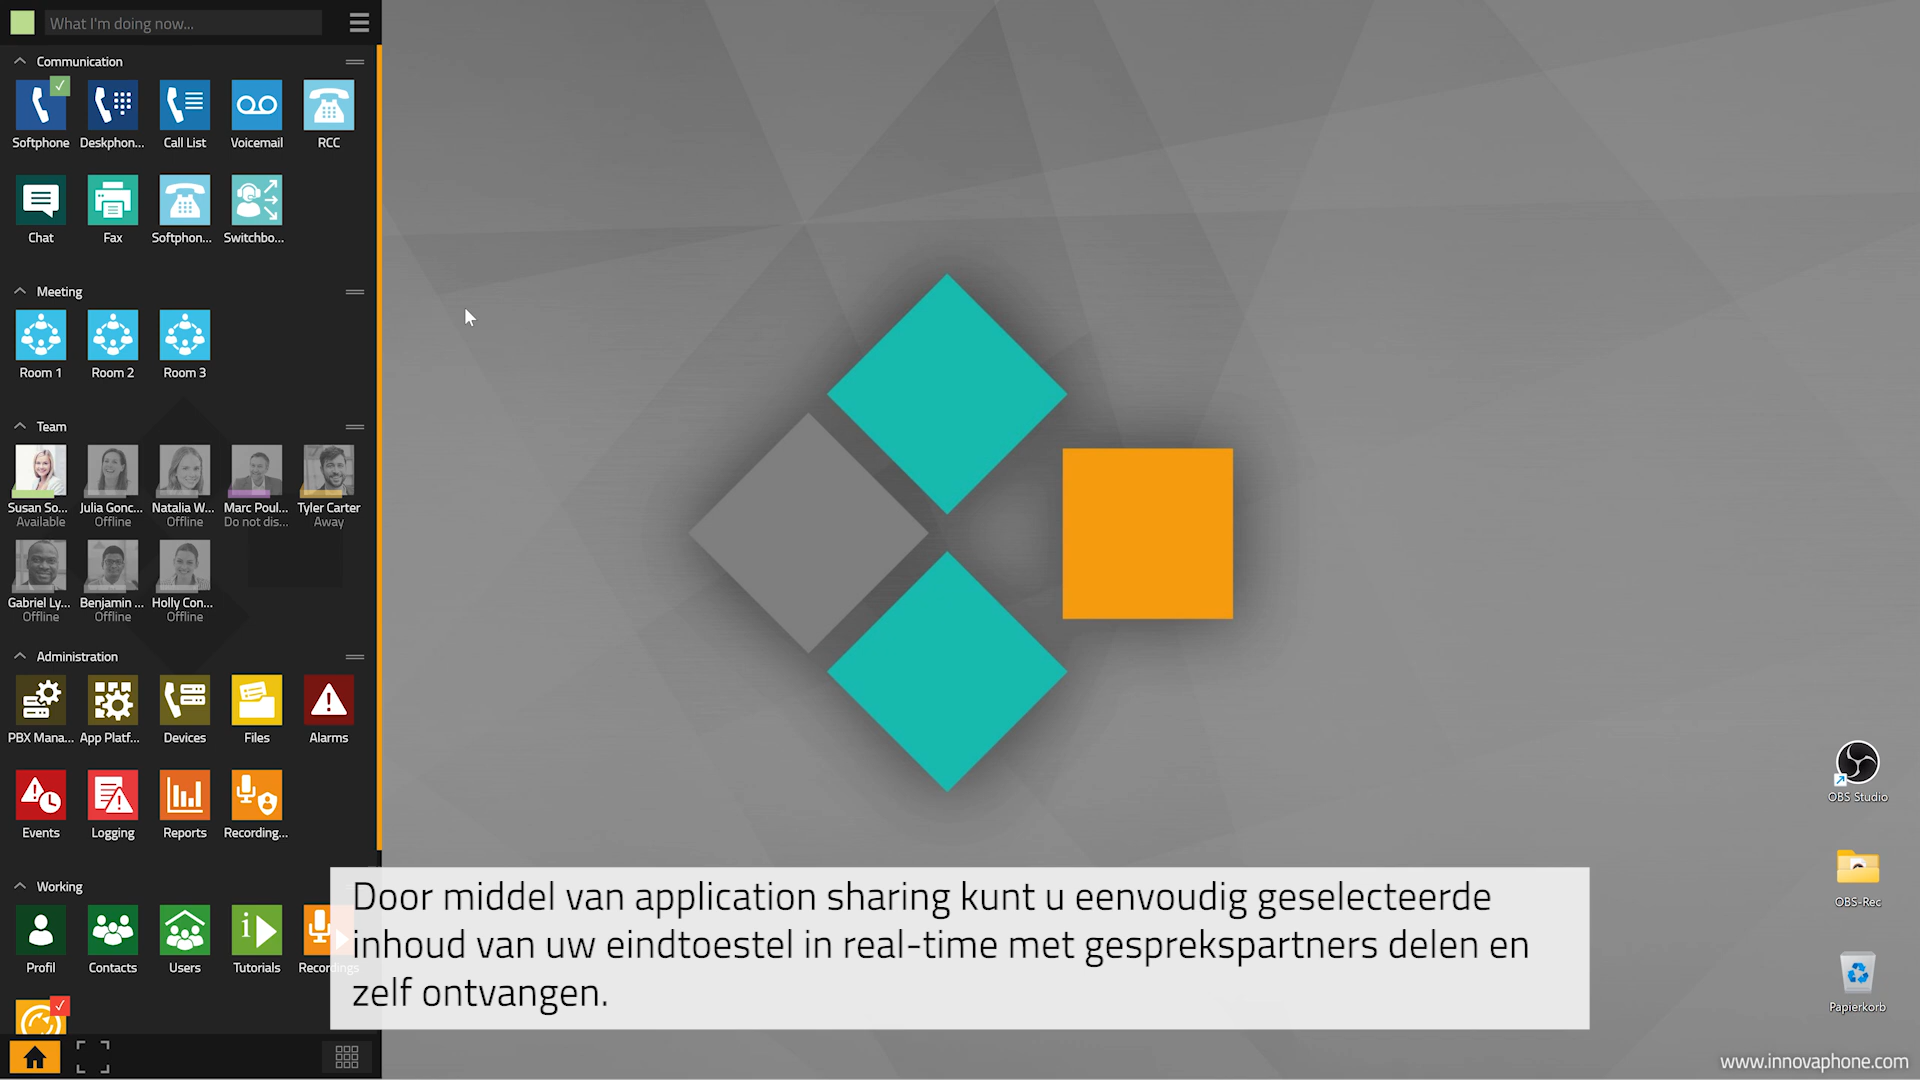 What I'm doing now...
Communication
Softphone
Deskphon...
Call List
Voicemail
RCC
Chat
Fax
Softphon...
Switchbo...
Meeting
Room 1
Room 2
Room 3
Team
Susan So...
Available
Julia Gonc...
Offline
Natalia W...
Offline
Marc Poul...
Do not dis...
Tyler Carter
Away
Gabriel Ly...
Offline
Benjamin ...
Offline
Holly Con...
Offline
Administration
PBX Mana...
App Platf...
Devices
Files
Alarms
Events
Logging
Reports
Recording...
Working
Profil
Contacts
Users
Tutorials
Recordings
Door middel van application sharing kunt u eenvoudig geselecteerde
inhoud van uw eindtoestel in real-time met gesprekspartners delen en
zelf ontvangen.
OBS Studio
OBS-Rec
Papierkorb
www.innovaphone.com